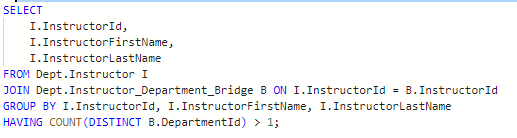 SELECT
    I.InstructorId,
    I.InstructorFirstName,
    I.InstructorLastName
FROM Dept.Instructor I
JOIN Dept.Instructor_Department_Bridge B ON I.InstructorId = B.InstructorId
GROUP BY I.InstructorId, I.InstructorFirstName, I.InstructorLastName
HAVING COUNT(DISTINCT B.DepartmentId) > 1;